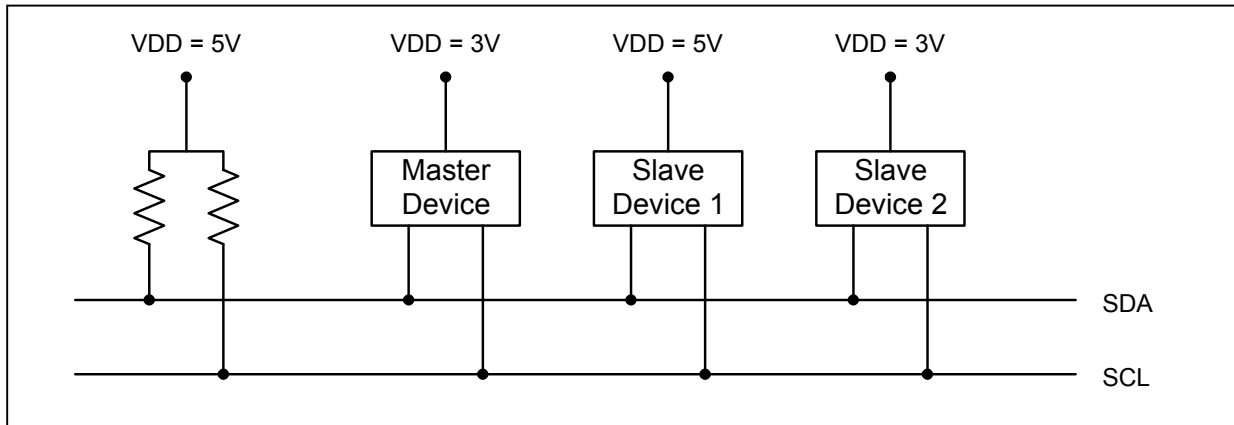 VDD = 5V
VDD = 3V
VDD = 5V
VDD = 3V
Master
Device
Slave
Device 1
Slave
Device 2
SDA
SCL